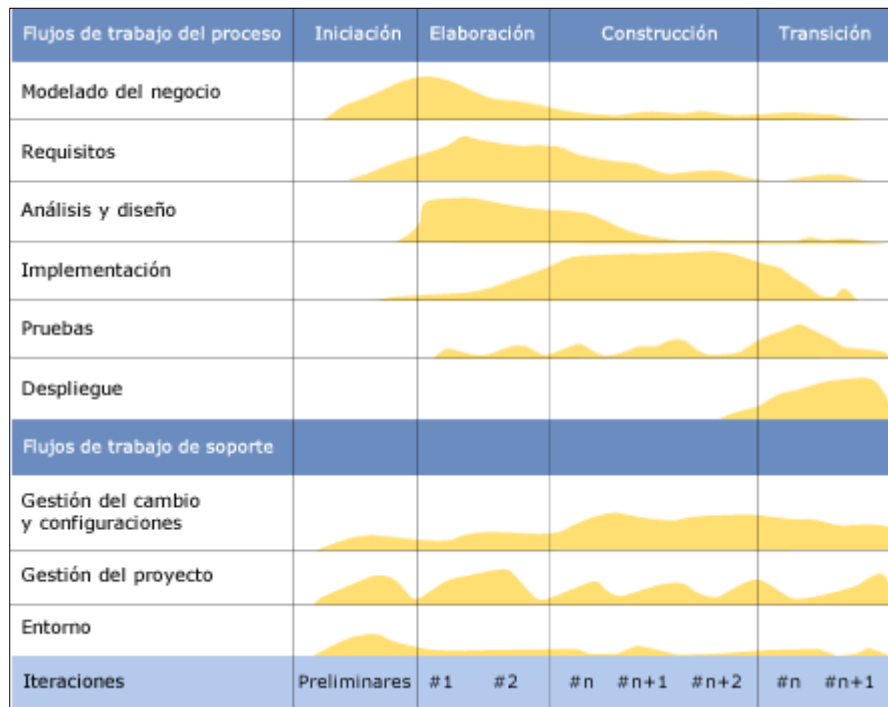 Flujos de trabajo del proceso Iniciación Elaboración Construcción Transición
Modelado del negocio
Requisitos
Análisis y diseño
Implementación
Pruebas
Despliegue
Flujos de trabajo de soporte
Gestión del cambio
y configuraciones
Gestión del proyecto
Entorno
Iteraciones Preliminares #1 #2 #n #n+1 #n+2 #n #n+1